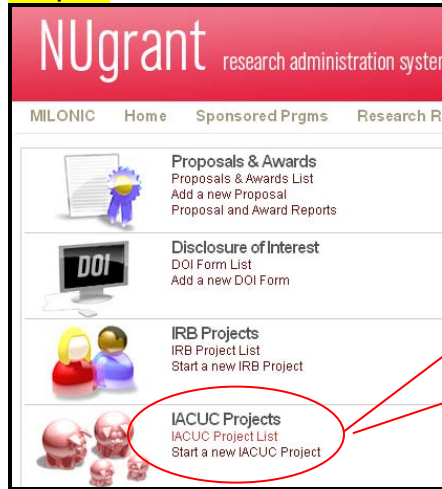 NUgrant research administration system
MILONIC Home Sponsored Prgms Research R
Proposals & Awards
Proposals & Awards List
Add a new Proposal
Proposal and Award Reports
DOI
Disclosure of Interest
DOI Form List
Add a new DOI Form
IRB Projects
IRB Project List
Start a new IRB Project
IACUC Projects
IACUC Project List
Start a new IACUC Project